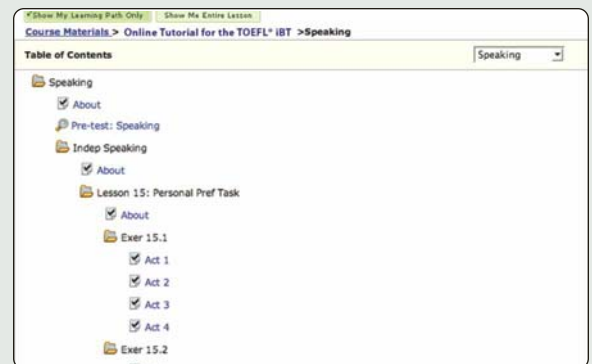 Show My Learning Path Only Show Me Entire Lesson
Course Materials > Online Tutorial for the TOEFL® iBT >Speaking
Table of Contents Speaking
Speaking
About
Pre-test: Speaking
Indep Speaking
About
Lesson 15: Personal Pref Task
About
Exer 15.1
Act 1
Act 2
Act 3
Act 4
Exer 15.2